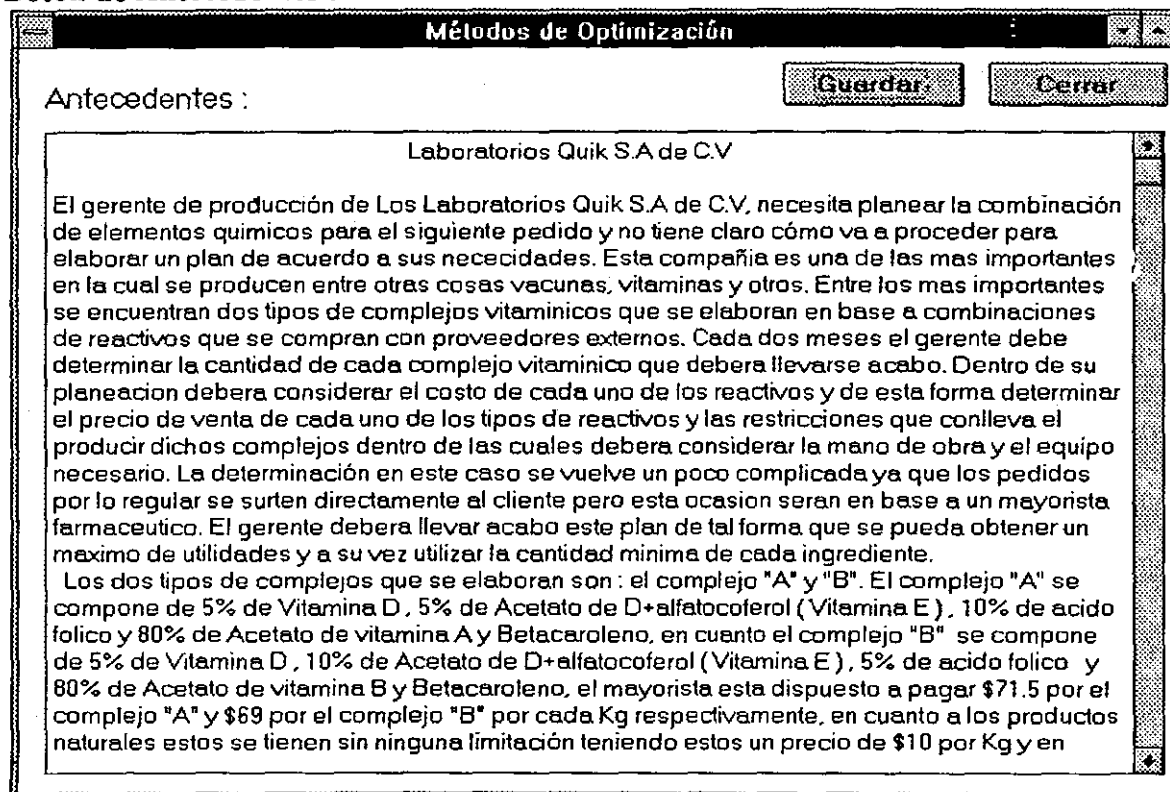 Métodos de Optimización
Guardar
Cerrar
Antecedentes :
Laboratorios Quik S.A de C.V
El gerente de producción de Los Laboratorios Quik S.A de C.V, necesita planear la combinación
de elementos quimicos para el siguiente pedido y no tiene claro cómo va a proceder para
elaborar un plan de acuerdo a sus nececidades. Esta compañia es una de las mas importantes
en la cual se producen entre otras cosas vacunas, vitaminas y otros. Entre los mas importantes
se encuentran dos tipos de complejos vitaminicos que se elaboran en base a combinaciones
de reactivos que se compran con proveedores externos. Cada dos meses el gerente debe
determinar la cantidad de cada complejo vitaminico que debera llevarse acabo. Dentro de su
planeacion debera considerar el costo de cada uno de los reactivos y de esta forma determinar
el precio de venta de cada uno de los tipos de reactivos y las restricciones que conlleva el
producir dichos complejos dentro de las cuales debera considerar la mano de obra y el equipo
necesario. La determinación en este caso se vuelve un poco complicada ya que los pedidos
por lo regular se surten directamente al cliente pero esta ocasion seran en base a un mayorista
farmaceutico. El gerente debera llevar acabo este plan de tal forma que se pueda obtener un
maximo de utilidades y a su vez utilizar la cantidad minima de cada ingrediente.
Los dos tipos de complejos que se elaboran son : el complejo "A" y "B". El complejo "A" se
compone de 5% de Vitamina D , 5% de Acetato de D+alfatocoferol ( Vitamina E ) , 10% de acido
folico y 80% de Acetato de vitamina A y Betacaroleno, en cuanto el complejo "B" se compone
de 5% de Vitamina D , 10% de Acetato de D+alfatocoferol ( Vitamina E ) , 5% de acido folico y
80% de Acetato de vitamina B y Betacaroleno, el mayorista esta dispuesto a pagar $71.5 por el
complejo "A" y $69 por el complejo "B" por cada Kg respectivamente, en cuanto a los productos
naturales estos se tienen sin ninguna limitación teniendo estos un precio de $10 por Kg y en